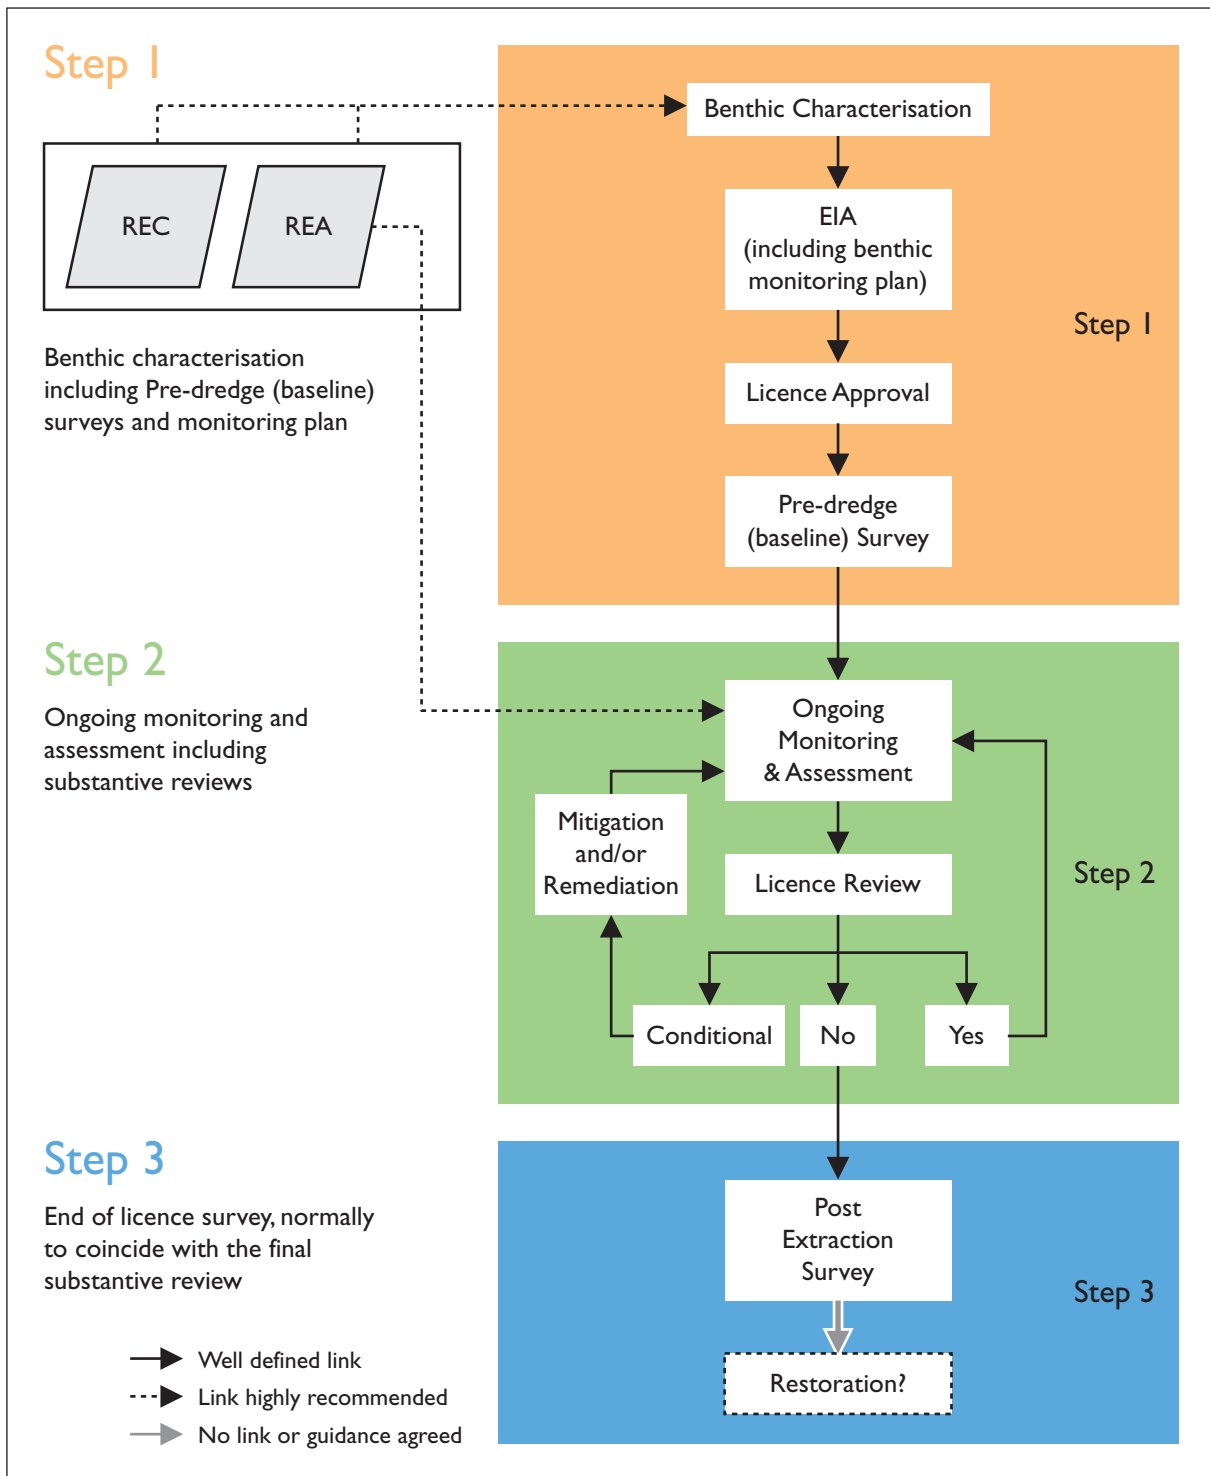 Step 1
REC
REA
Benthic characterisation
including Pre-dredge (baseline)
surveys and monitoring plan
Benthic Characterisation
EIA
(including benthic
monitoring plan)
Licence Approval
Pre-dredge
(baseline) Survey
Step 1
Step 2
Ongoing monitoring and
assessment including
substantive reviews
Ongoing
Monitoring
& Assessment
Mitigation
and/or
Remediation
Licence Review
Conditional
No
Yes
Step 2
Step 3
End of licence survey, normally
to coincide with the final
substantive review
Post
Extraction
Survey
Restoration?
Step 3
Well defined link
Link highly recommended
No link or guidance agreed